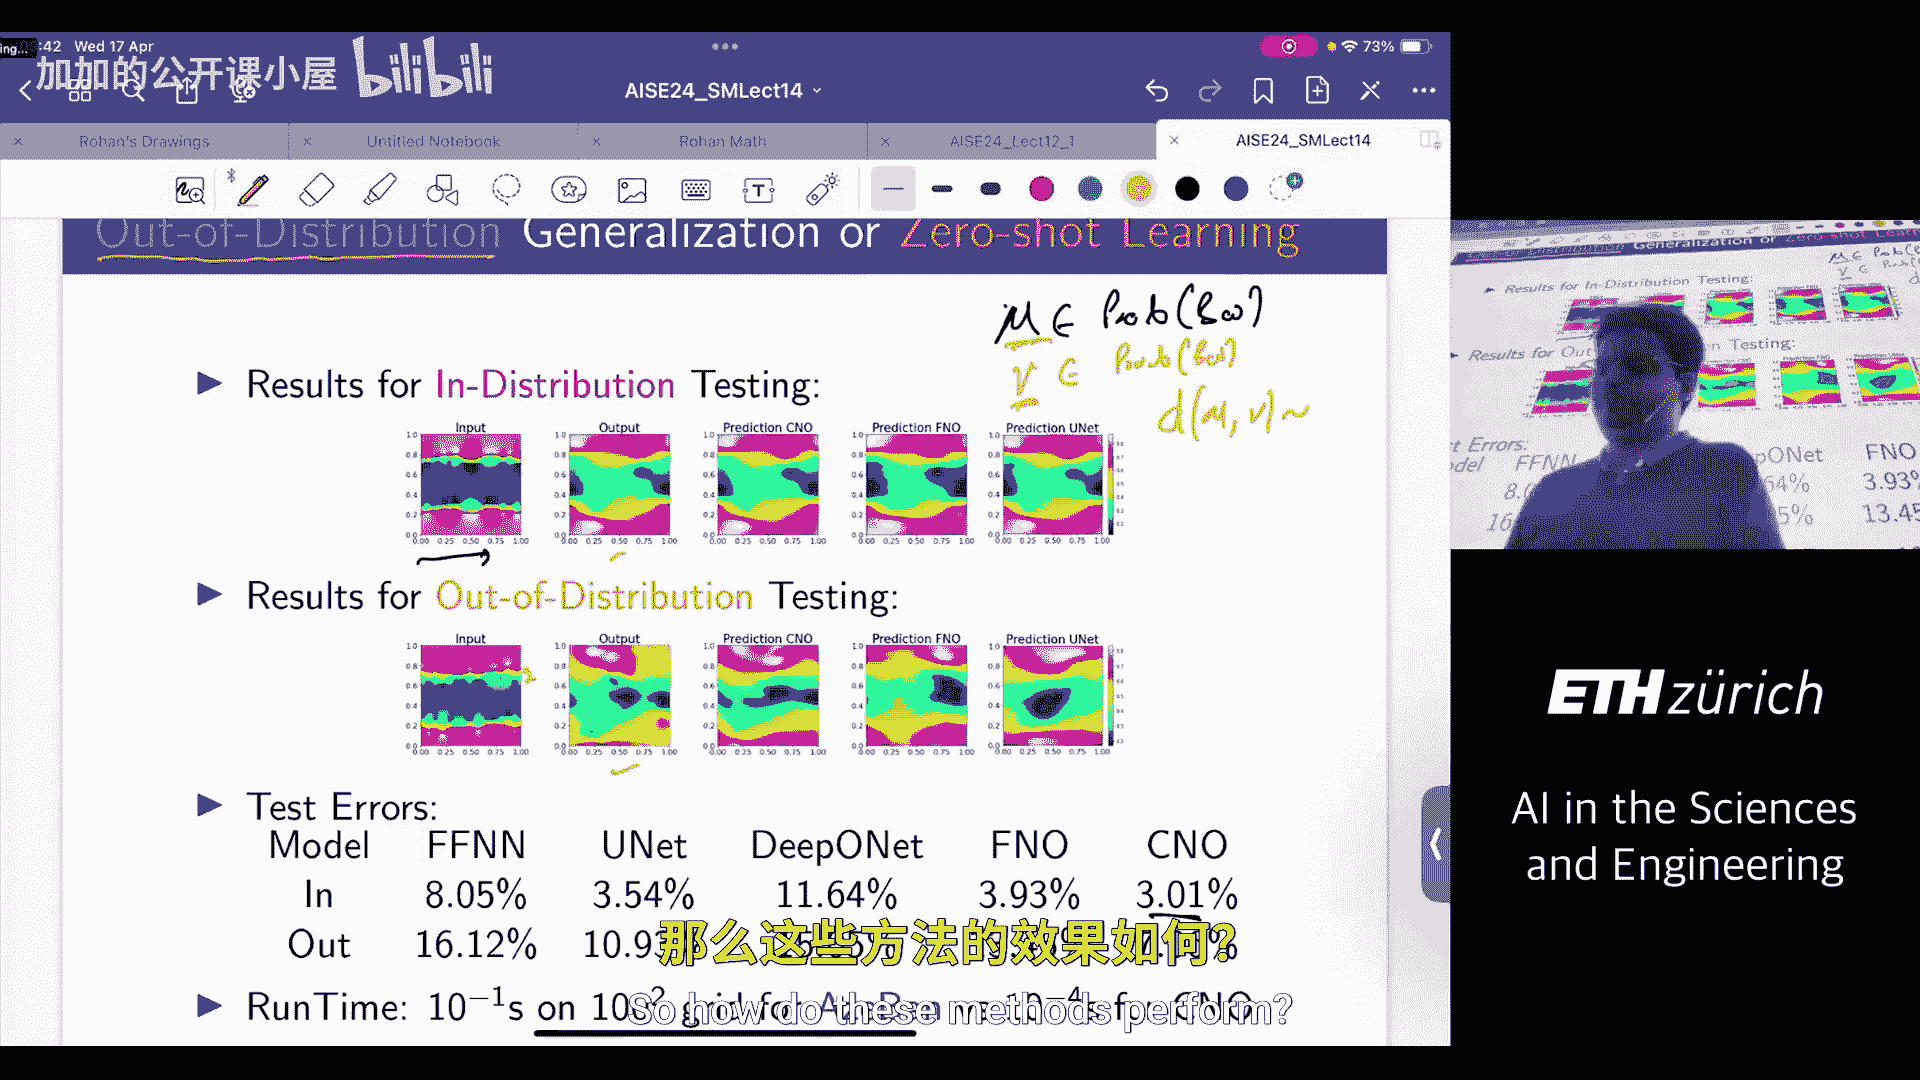 :42 Wed 17 Apr
73%
加加的公开课小屋 bilibili
AISE24_SMLect14
Rohan's Drawings
Untitled Notebook
Rohan Math
AISE24_Lect12_1
AISE24_SMLect14
Out-of-Distribution Generalization or Zero-shot Learning
μ ∈ Prob(
ν ∈ Prob(
d(μ, ν) ~
▶ Results for In-Distribution Testing:
Input Output Prediction CNO Prediction FNO Prediction UNet
▶ Results for Out-of-Distribution Testing:
Input Output Prediction CNO Prediction FNO Prediction UNet
▶ Test Errors:
Model FFNN UNet DeepONet FNO CNO
In 8.05% 3.54% 11.64% 3.93% 3.01%
Out 16.12% 10.9
那么这些方法的效果如何?
▶ RunTime: 10⁻¹s on
So how do these methods perform?
ETH zürich
AI in the Sciences
and Engineering